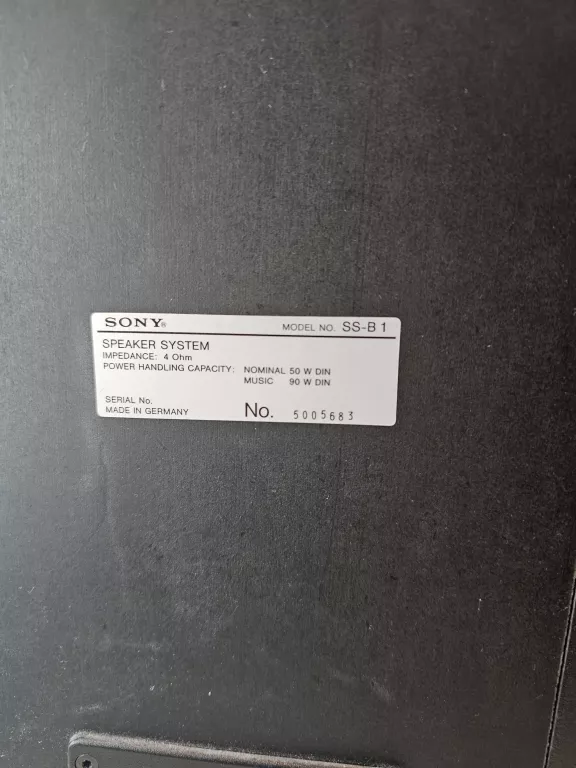 SONY® MODEL NO. SS-B 1
SPEAKER SYSTEM
IMPEDANCE: 4 Ohm
POWER HANDLING CAPACITY: NOMINAL 50 W DIN
MUSIC 90 W DIN
SERIAL No.
MADE IN GERMANY No. 5005683